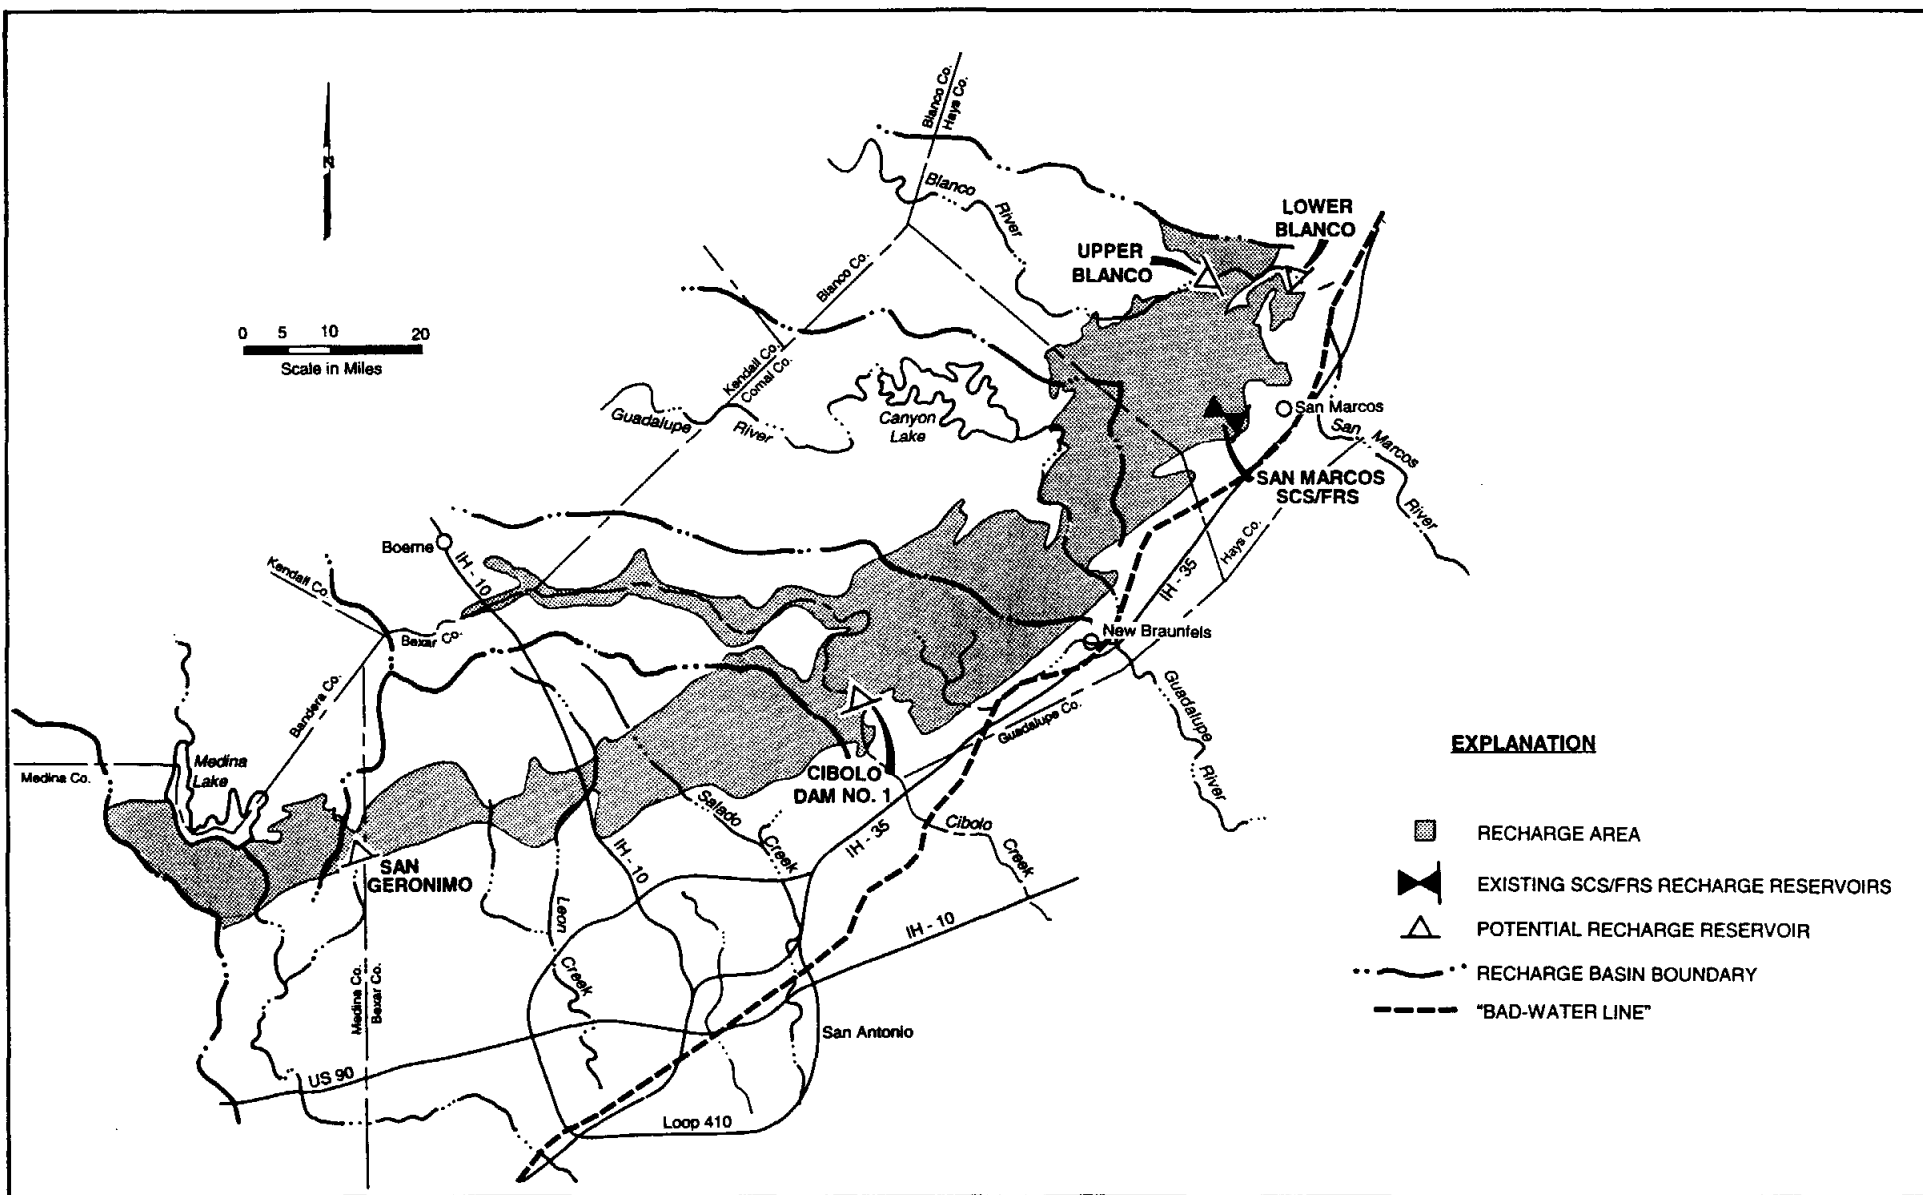 Blanco Co.
Hays Co.
N
Blanco
River
LOWER
BLANCO
UPPER
BLANCO
Blanco Co.
0 5 10 20
Scale in Miles
Kendall Co.
Comal Co.
Guadalupe
River
Canyon
Lake
San Marcos
San Marcos
River
SAN MARCOS
SCS/FRS
Hays Co.
Boerne
IH - 10
Kendall Co.
Bexar Co.
IH - 35
New Braunfels
Bandera Co.
Guadalupe
River
Guadalupe Co.
Medina Co.
Medina
Lake
CIBOLO
DAM NO. 1
Salado
Creek
IH - 35
Cibolo
Creek
SAN
GERONIMO
IH - 10
Leon
Creek
IH - 10
Medina Co.
Bexar Co.
San Antonio
US 90
Loop 410
EXPLANATION
RECHARGE AREA
EXISTING SCS/FRS RECHARGE RESERVOIRS
POTENTIAL RECHARGE RESERVOIR
RECHARGE BASIN BOUNDARY
"BAD-WATER LINE"